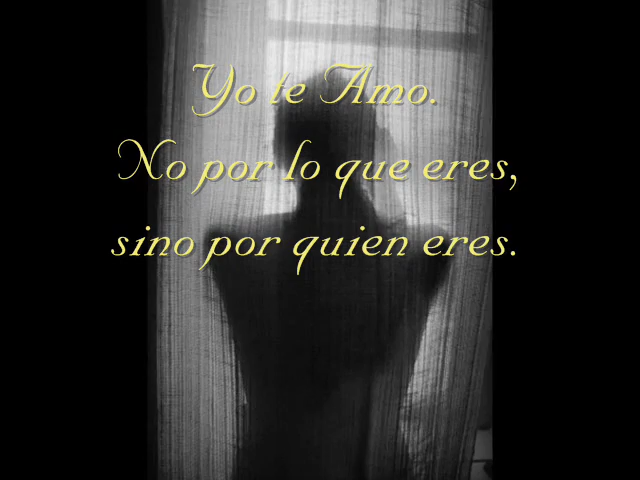 Yo te Amo.
No por lo que eres,
sino por quien eres.